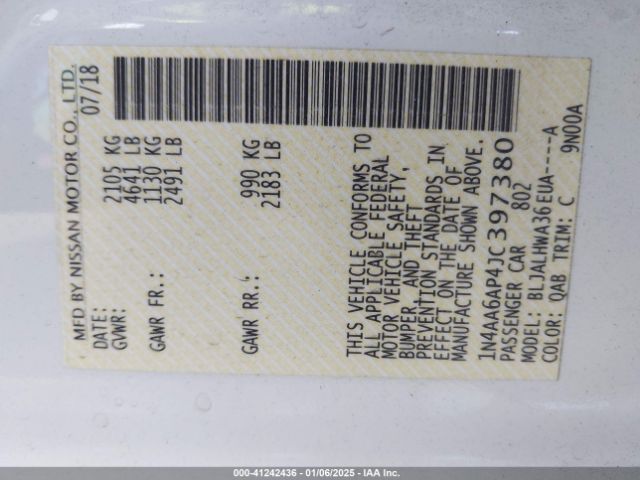 MFD BY NISSAN MOTOR CO., LTD.
DATE: 07/18
GVWR: 2105 KG
4641 LB
GAWR FR.: 1130 KG
2491 LB
GAWR RR.: 990 KG
2183 LB
THIS VEHICLE CONFORMS TO
ALL APPLICABLE FEDERAL
MOTOR VEHICLE SAFETY,
BUMPER, AND THEFT
PREVENTION STANDARDS IN
EFFECT ON THE DATE OF
MANUFACTURE SHOWN ABOVE.
1N4AA6AP4JC397380
PASSENGER CAR 802
MODEL: BLJALHWA36EUA----A
COLOR: QAB TRIM: C 9N00A
000-41242436 - 01/06/2025 - IAA Inc.